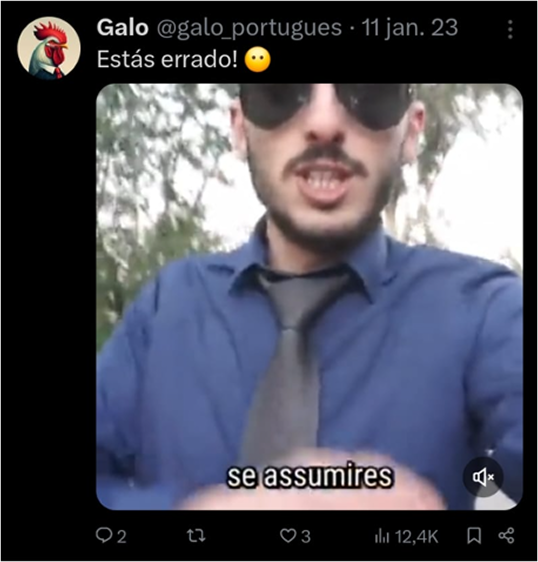 Galo @galo_portugues · 11 jan. 23
Estás errado! 😶
se assumires
2 3 12,4K